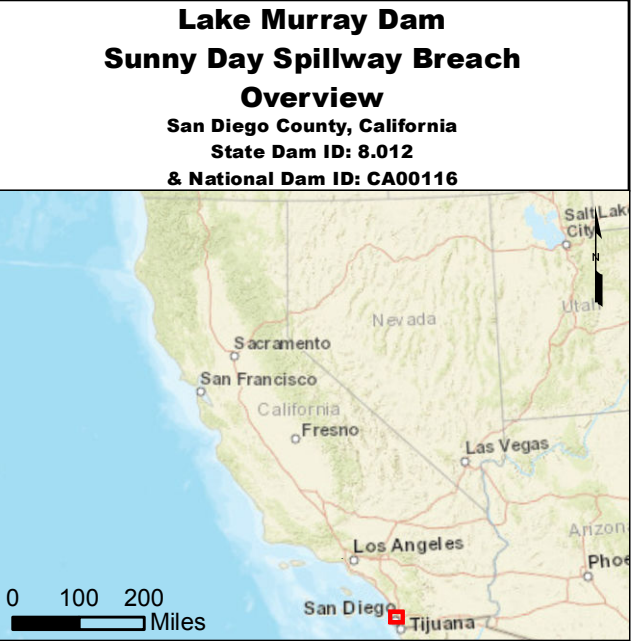 Lake Murray Dam
Sunny Day Spillway Breach
Overview
San Diego County, California
State Dam ID: 8.012
& National Dam ID: CA00116
Salt Lake
City
N
Utah
Nevada
Sacramento
San Francisco
California
Fresno
Las Vegas
Arizon
Los Angeles
Phoe
0 100 200
Miles
San Diego
Tijuana